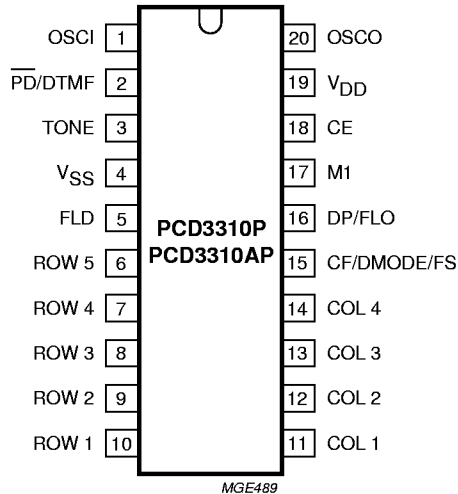 OSCI 1 20 OSCO
PD/DTMF 2 19 VDD
TONE 3 18 CE
VSS 4 17 M1
FLD 5 16 DP/FLO
PCD3310P
PCD3310AP
ROW 5 6 15 CF/DMODE/FS
ROW 4 7 14 COL 4
ROW 3 8 13 COL 3
ROW 2 9 12 COL 2
ROW 1 10 11 COL 1
MGE489